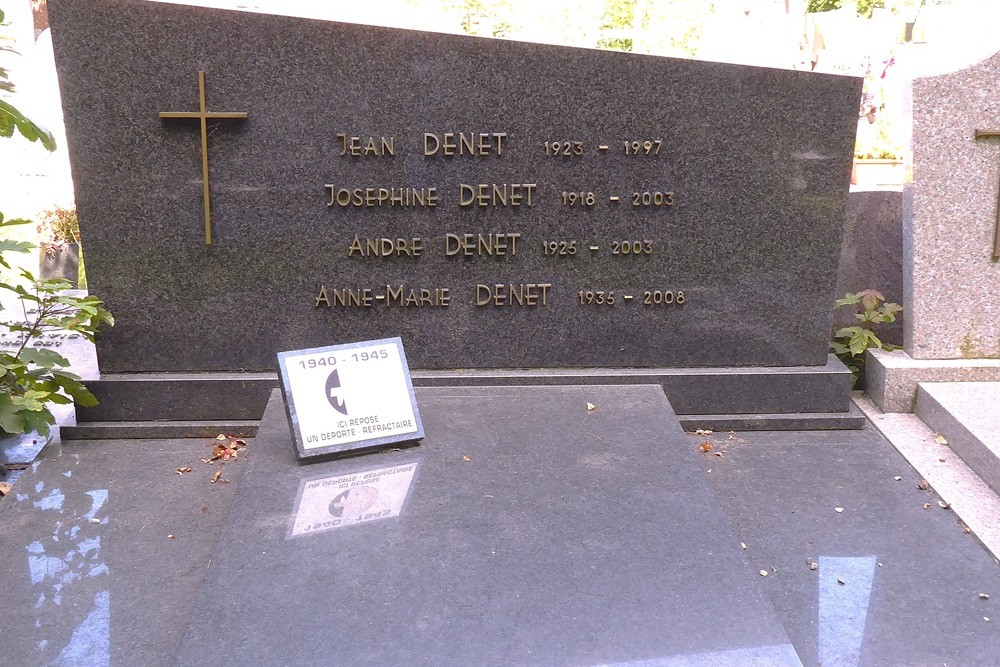 Jean DENET 1923 - 1997
Josephine DENET 1918 - 2003
Andre DENET 1925 - 2003
Anne-Marie DENET 1935 - 2008
1940 - 1945
ICI REPOSE
UN DEPORTE - REFRACTAIRE